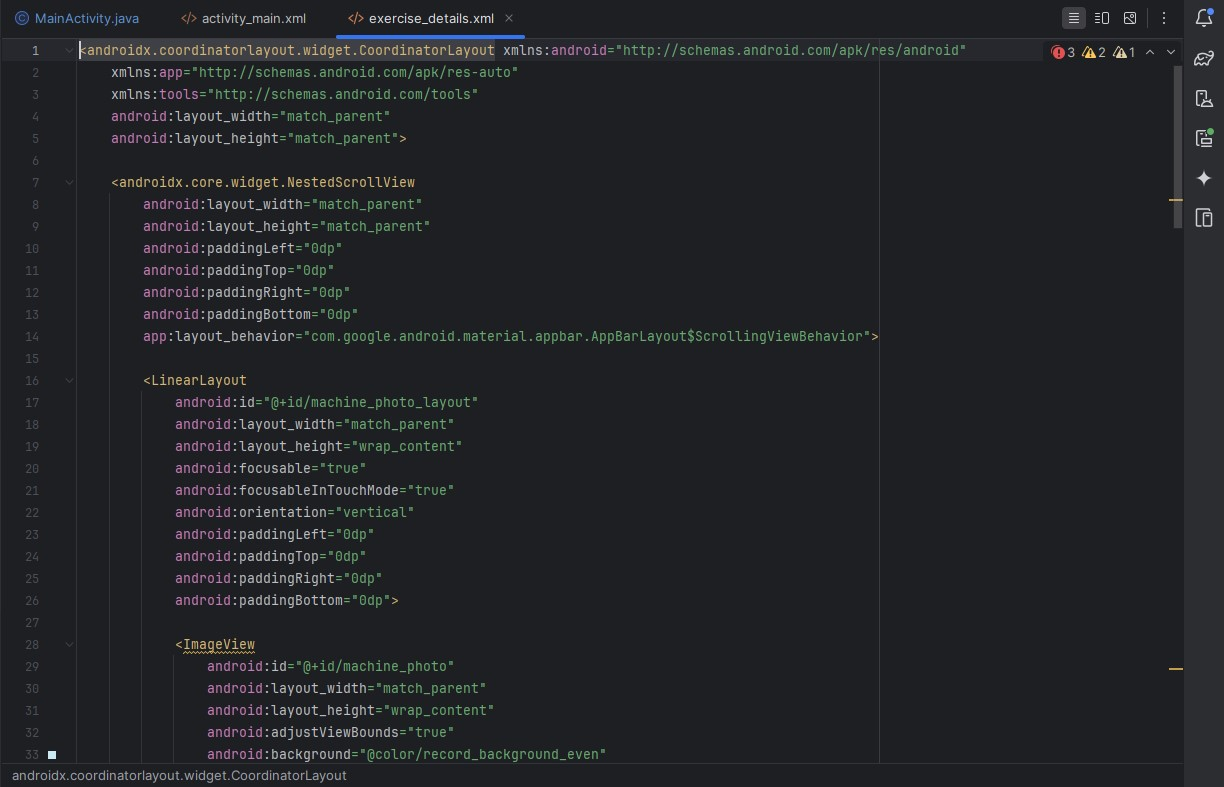 MainActivity.java activity_main.xml exercise_details.xml
1 <androidx.coordinatorlayout.widget.CoordinatorLayout xmlns:android="http://schemas.android.com/apk/res/android" 3 2 1
2 xmlns:app="http://schemas.android.com/apk/res-auto"
3 xmlns:tools="http://schemas.android.com/tools"
4 android:layout_width="match_parent"
5 android:layout_height="match_parent">
6
7 <androidx.core.widget.NestedScrollView
8 android:layout_width="match_parent"
9 android:layout_height="match_parent"
10 android:paddingLeft="0dp"
11 android:paddingTop="0dp"
12 android:paddingRight="0dp"
13 android:paddingBottom="0dp"
14 app:layout_behavior="com.google.android.material.appbar.AppBarLayout$ScrollingViewBehavior">
15
16 <LinearLayout
17 android:id="@+id/machine_photo_layout"
18 android:layout_width="match_parent"
19 android:layout_height="wrap_content"
20 android:focusable="true"
21 android:focusableInTouchMode="true"
22 android:orientation="vertical"
23 android:paddingLeft="0dp"
24 android:paddingTop="0dp"
25 android:paddingRight="0dp"
26 android:paddingBottom="0dp">
27
28 <ImageView
29 android:id="@+id/machine_photo"
30 android:layout_width="match_parent"
31 android:layout_height="wrap_content"
32 android:adjustViewBounds="true"
33 android:background="@color/record_background_even"
androidx.coordinatorlayout.widget.CoordinatorLayout